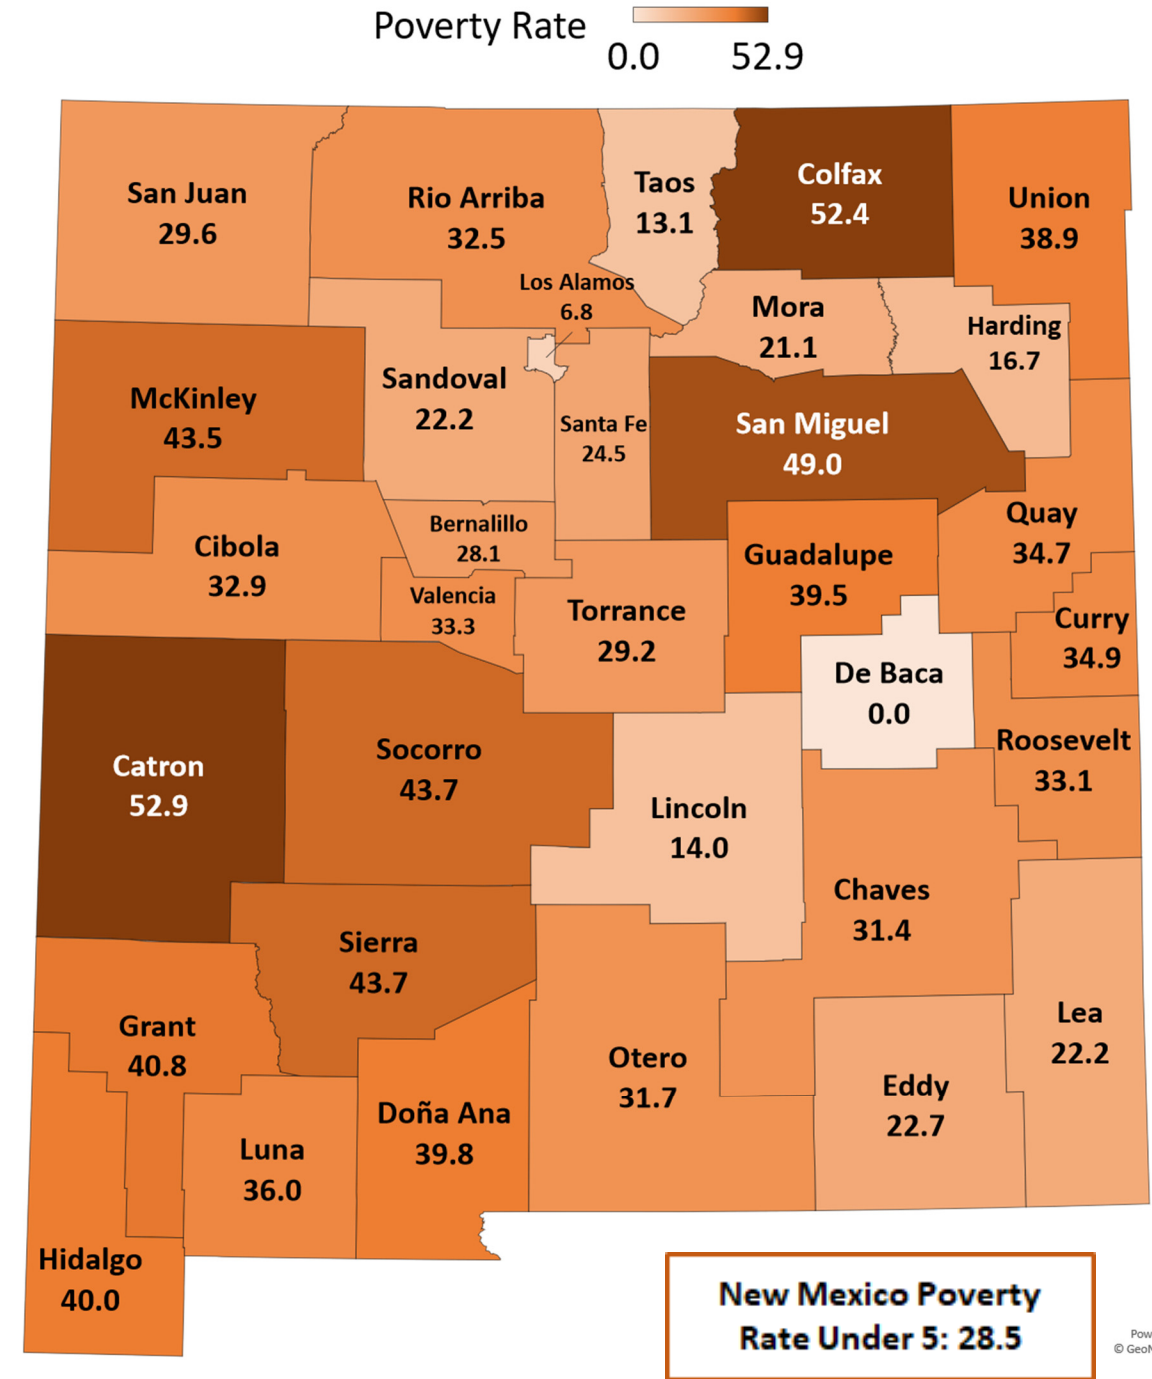 Poverty Rate
0.0 52.9
San Juan
29.6
Rio Arriba
32.5
Taos
13.1
Colfax
52.4
Union
38.9
Los Alamos
6.8
Mora
21.1
Harding
16.7
McKinley
43.5
Sandoval
22.2
Santa Fe
24.5
San Miguel
49.0
Quay
34.7
Cibola
32.9
Bernalillo
28.1
Guadalupe
39.5
Valencia
33.3
Torrance
29.2
Curry
34.9
De Baca
0.0
Catron
52.9
Socorro
43.7
Roosevelt
33.1
Lincoln
14.0
Chaves
31.4
Sierra
43.7
Grant
40.8
Otero
31.7
Lea
22.2
Eddy
22.7
Doña Ana
39.8
Luna
36.0
Hidalgo
40.0
New Mexico Poverty
Rate Under 5: 28.5
Pow
© GeoN